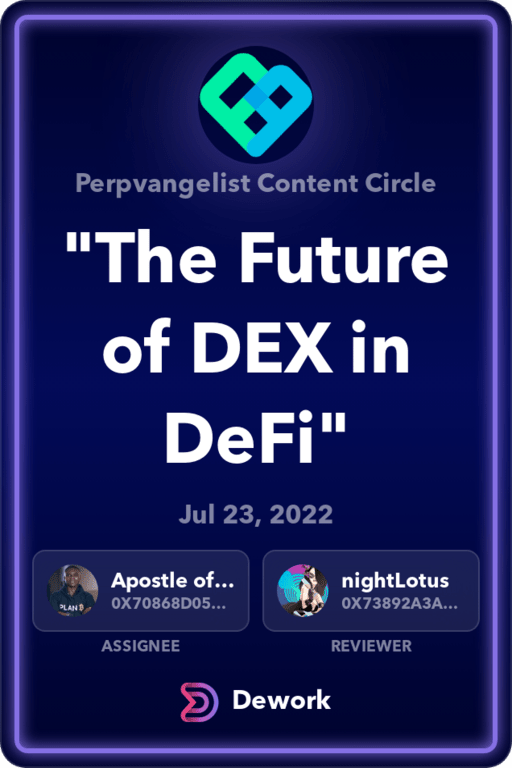 Perpvangelist Content Circle
"The Future
of DEX in
DeFi"
Jul 23, 2022
Apostle of...
0X70868D05...
ASSIGNEE
nightLotus
0X73892A3A...
REVIEWER
PLAN B
Dework